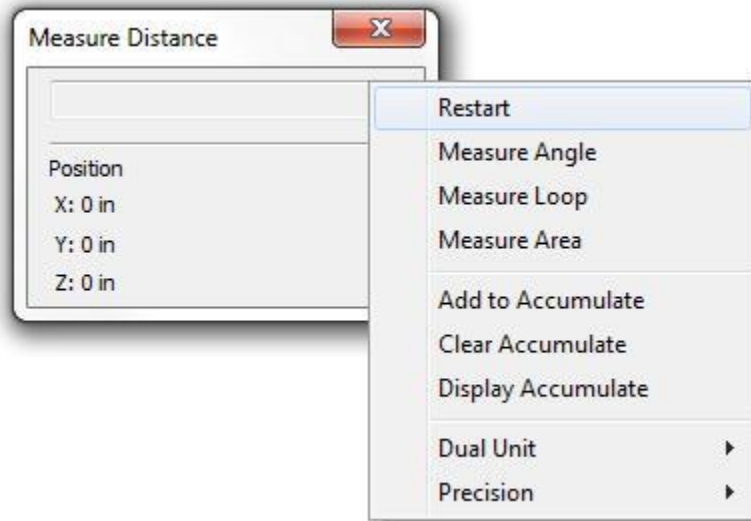 Measure Distance
Position
X: 0 in
Y: 0 in
Z: 0 in
Restart
Measure Angle
Measure Loop
Measure Area
Add to Accumulate
Clear Accumulate
Display Accumulate
Dual Unit
Precision